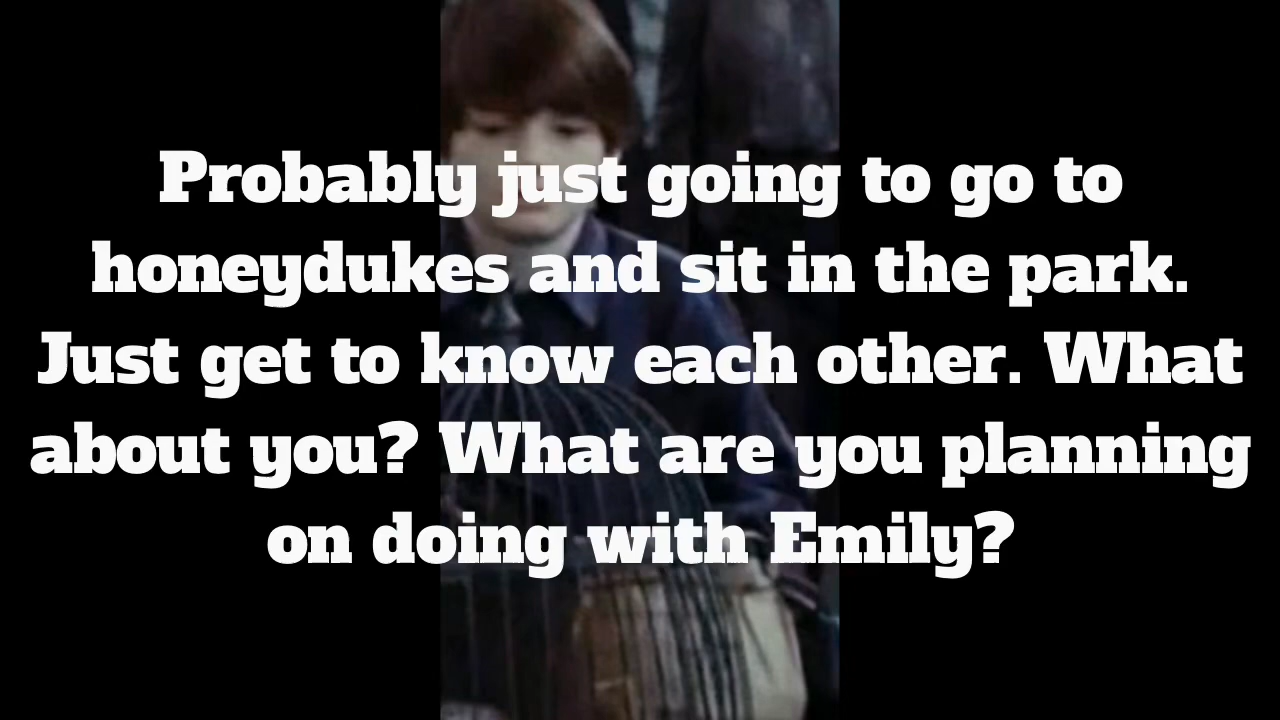 Probably just going to go to
honeydukes and sit in the park.
Just get to know each other. What
about you? What are you planning
on doing with Emily?